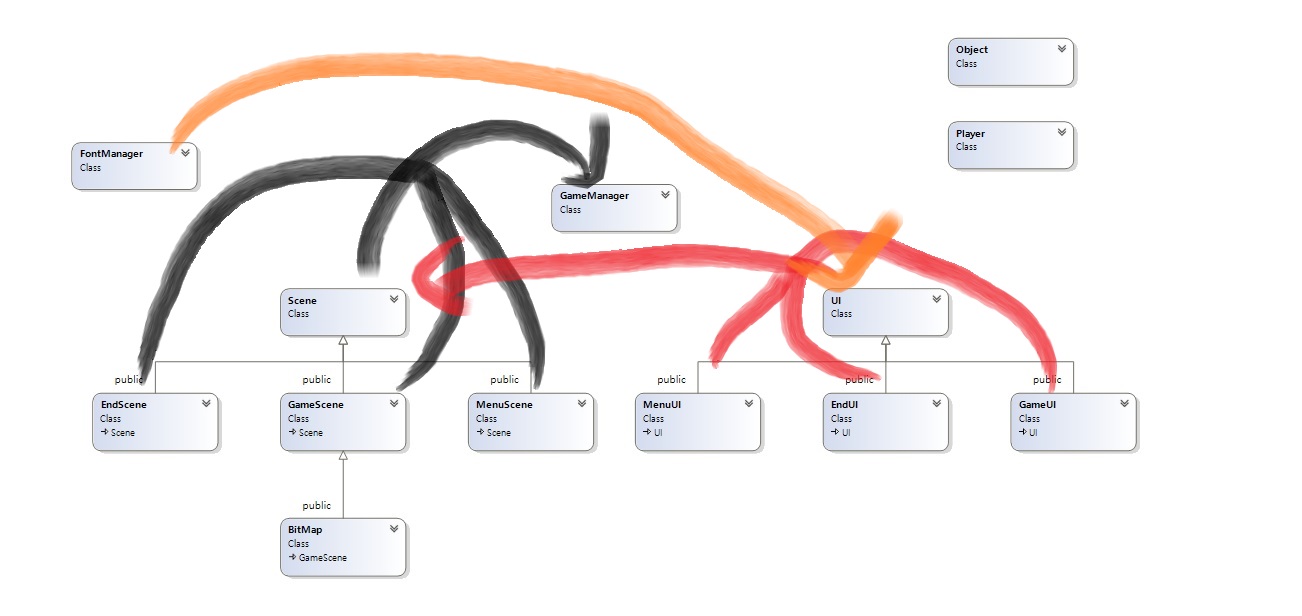 Object
Class
Player
Class
FontManager
Class
GameManager
Class
Scene
Class
UI
Class
public
public
public
public
public
public
EndScene
Class
Scene
GameScene
Class
Scene
MenuScene
Class
Scene
MenuUI
Class
UI
EndUI
Class
UI
GameUI
Class
UI
public
BitMap
Class
GameScene